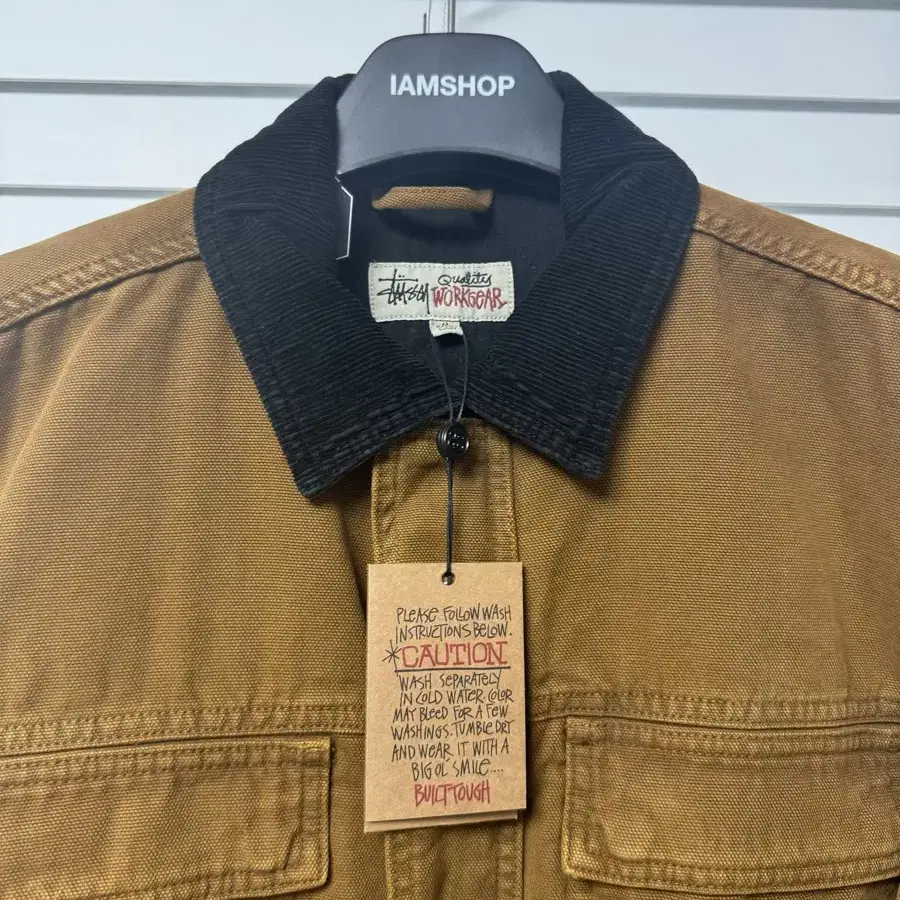 IAMSHOP
Stüssy Quality
WORKGEAR
PLEASE FOLLOW WASH
INSTRUCTIONS BELOW.
*CAUTION
WASH SEPARATELY
IN COLD WATER. COLOR
MAY BLEED FOR A FEW
WASHINGS. TUMBLE DRY
AND WEAR IT WITH A
BIG OL' SMILE....
BUILT TOUGH